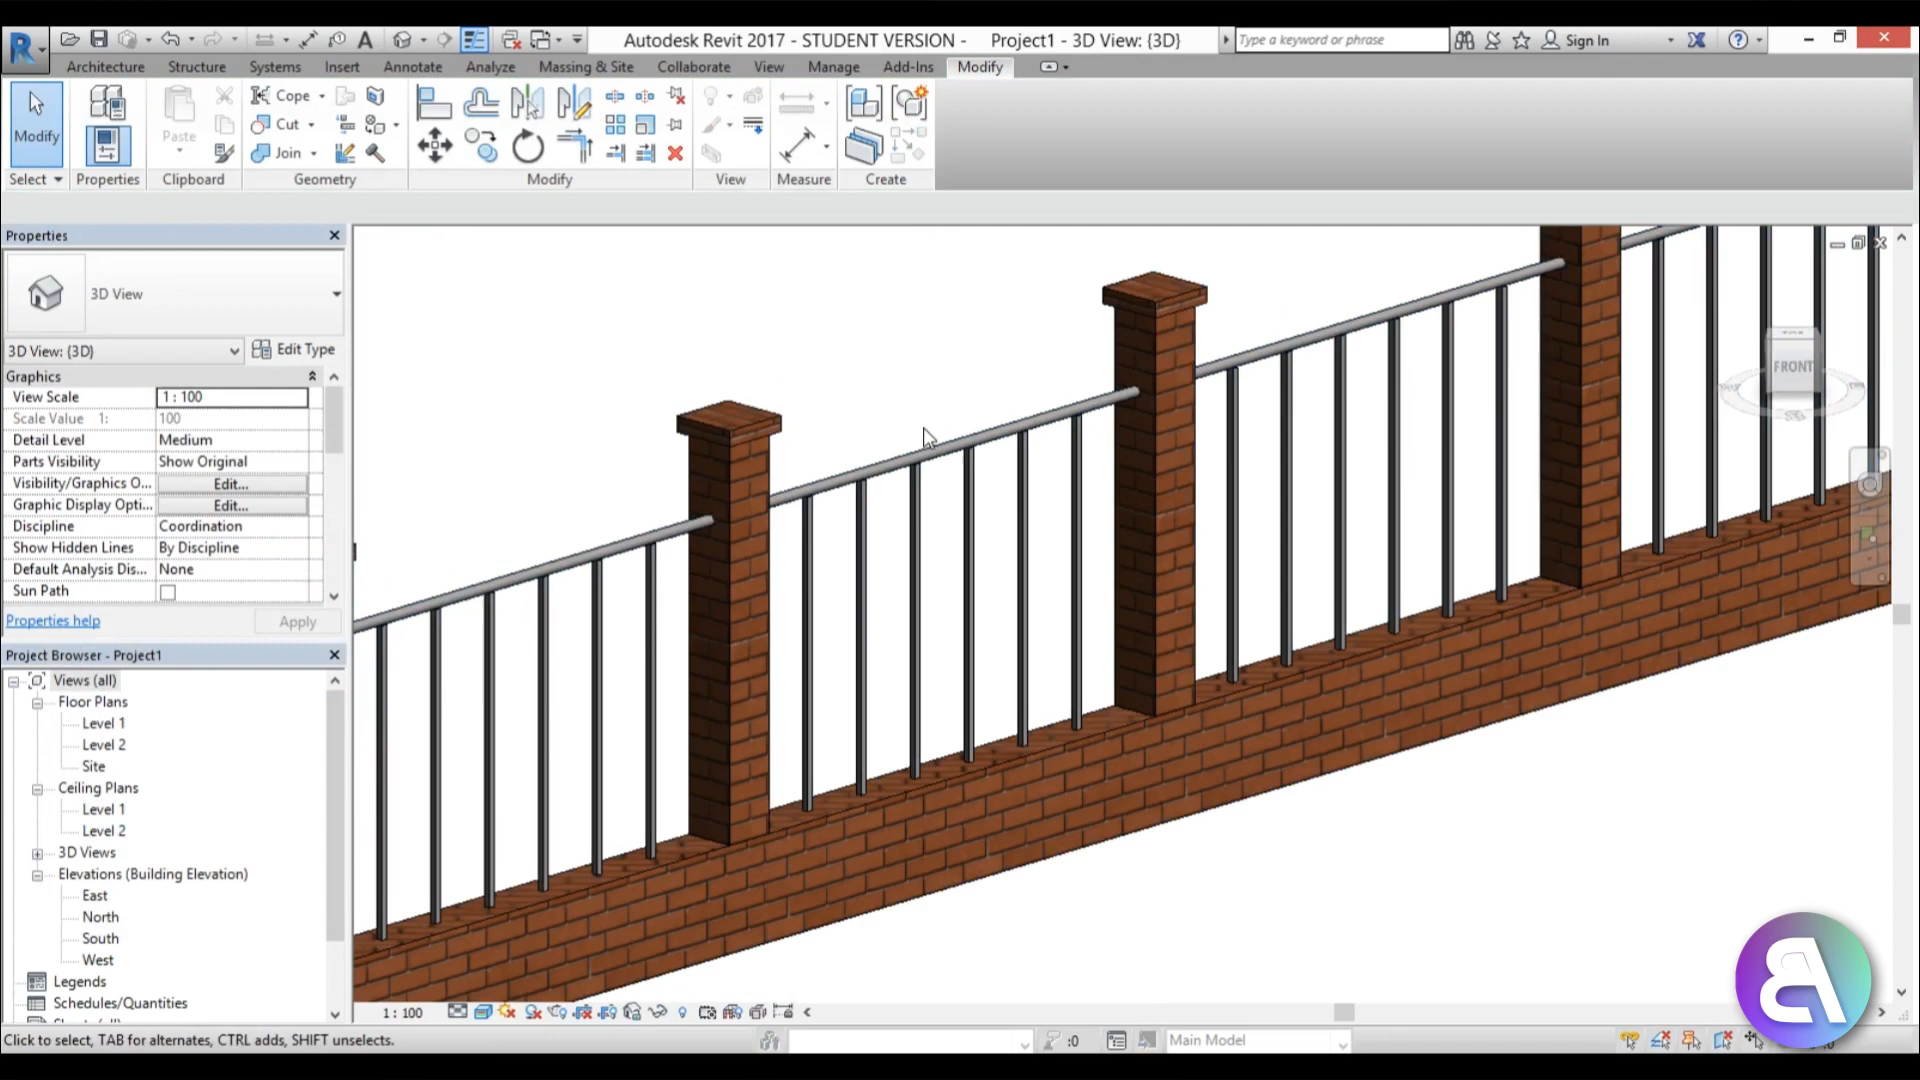 Autodesk Revit 2017 - STUDENT VERSION - Project1 - 3D View: {3D}
Type a keyword or phrase
Sign In
Architecture Structure Systems Insert Annotate Analyze Massing & Site Collaborate View Manage Add-Ins Modify
Modify
Paste
Cope
Cut
Join
Select Properties Clipboard Geometry Modify View Measure Create
Properties
3D View
3D View: {3D}
Edit Type
Graphics
View Scale 1 : 100
Scale Value 1: 100
Detail Level Medium
Parts Visibility Show Original
Visibility/Graphics O... Edit...
Graphic Display Opti... Edit...
Discipline Coordination
Show Hidden Lines By Discipline
Default Analysis Dis... None
Sun Path
Properties help
Apply
Project Browser - Project1
Views (all)
Floor Plans
Level 1
Level 2
Site
Ceiling Plans
Level 1
Level 2
3D Views
Elevations (Building Elevation)
East
North
South
West
Legends
Schedules/Quantities
FRONT
1 : 100
Click to select, TAB for alternates, CTRL adds, SHIFT unselects.
:0
Main Model